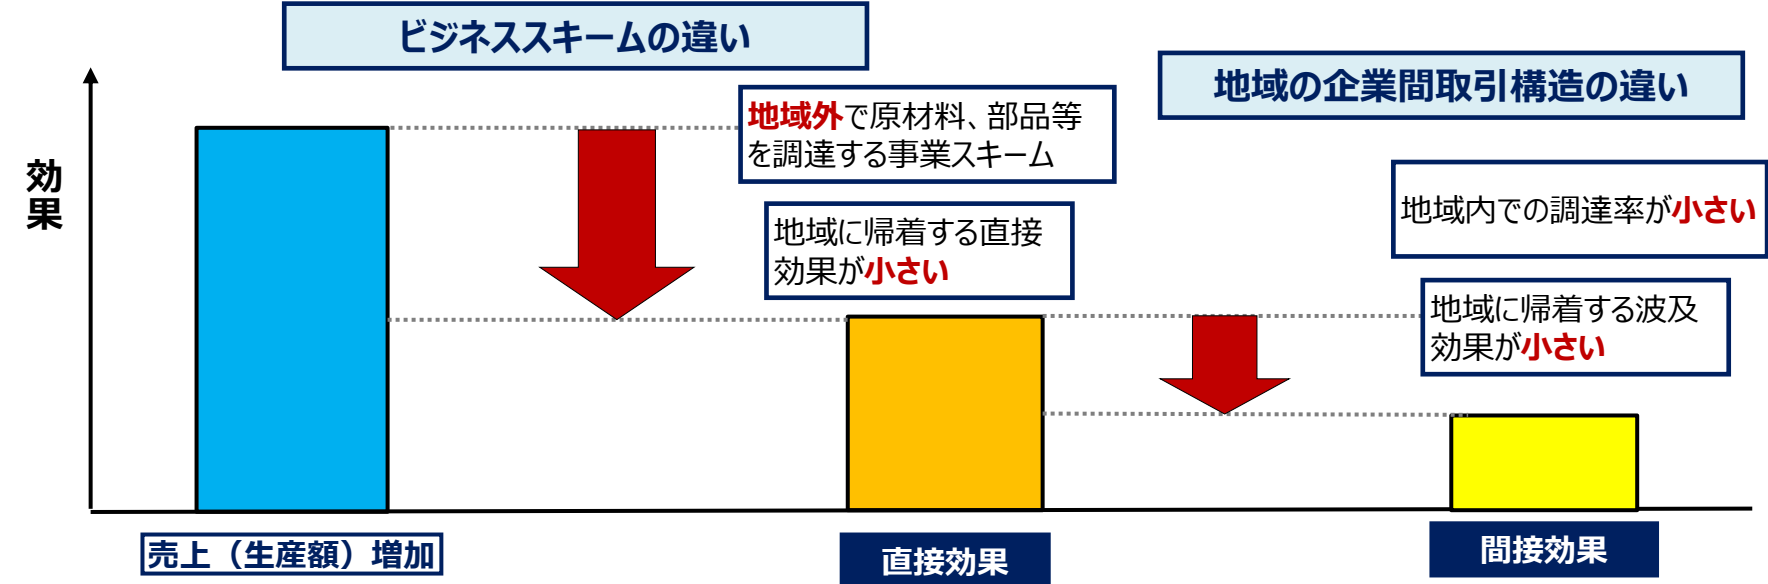 ビジネススキームの違い
地域の企業間取引構造の違い
効果
地域外で原材料、部品等
を調達する事業スキーム
地域に帰着する直接
効果が小さい
地域内での調達率が小さい
地域に帰着する波及
効果が小さい
売上（生産額）増加
直接効果
間接効果